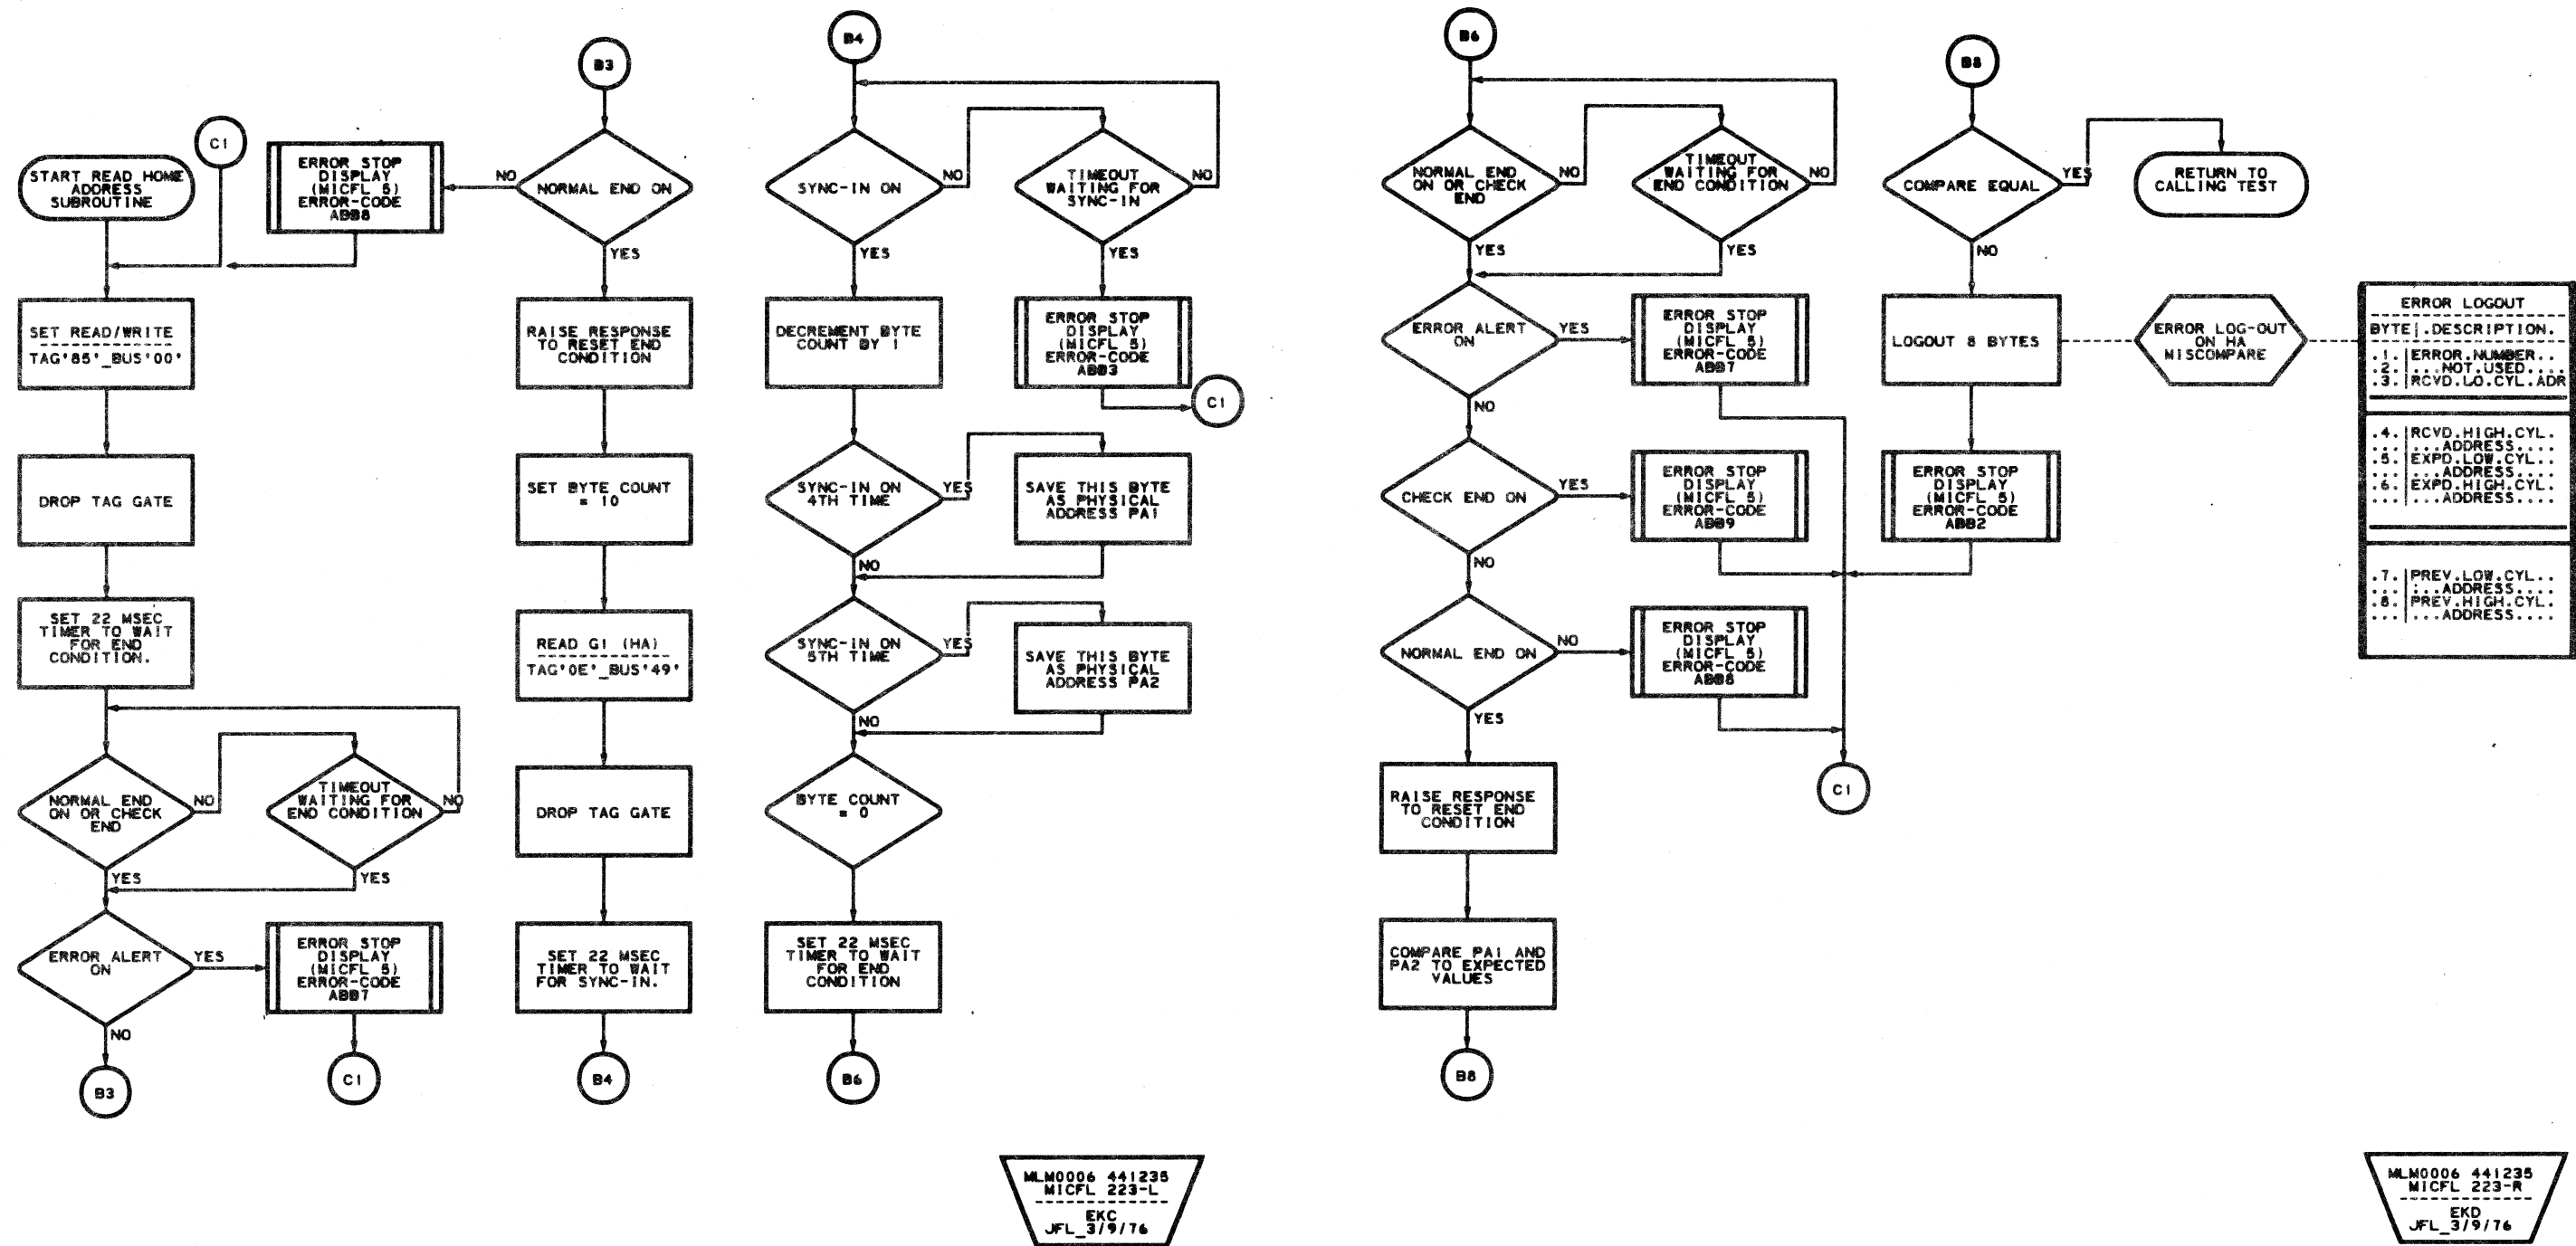 C1
START READ HOME
ADDRESS
SUBROUTINE
SET READ/WRITE
TAG'85'_BUS'00'
DROP TAG GATE
SET 22 MSEC
TIMER TO WAIT
FOR END
CONDITION.
NORMAL END
ON OR CHECK
END
NO
YES
TIMEOUT
WAITING FOR
END CONDITION
NO
YES
ERROR ALERT
ON
YES
NO
ERROR STOP
DISPLAY
(MICFL 5)
ERROR-CODE
ABB7
B3
C1
B3
NORMAL END ON
NO
YES
ERROR STOP
DISPLAY
(MICFL 5)
ERROR-CODE
ABB8
RAISE RESPONSE
TO RESET END
CONDITION
SET BYTE COUNT
= 10
READ G1 (HA)
TAG'0E'_BUS'49'
DROP TAG GATE
SET 22 MSEC
TIMER TO WAIT
FOR SYNC-IN.
B4
B4
SYNC-IN ON
NO
YES
TIMEOUT
WAITING FOR
SYNC-IN
NO
YES
DECREMENT BYTE
COUNT BY 1
ERROR STOP
DISPLAY
(MICFL 5)
ERROR-CODE
ABB3
C1
SYNC-IN ON
4TH TIME
YES
NO
SAVE THIS BYTE
AS PHYSICAL
ADDRESS PA1
SYNC-IN ON
5TH TIME
YES
NO
SAVE THIS BYTE
AS PHYSICAL
ADDRESS PA2
BYTE COUNT
= 0
SET 22 MSEC
TIMER TO WAIT
FOR END
CONDITION
B6
MLM0006 441235
MICFL 223-L
EKC
JFL_3/9/76
B6
NORMAL END
ON OR CHECK
END
NO
YES
TIMEOUT
WAITING FOR
END CONDITION
NO
YES
ERROR ALERT
ON
YES
NO
ERROR STOP
DISPLAY
(MICFL 5)
ERROR-CODE
ABB7
CHECK END ON
YES
NO
ERROR STOP
DISPLAY
(MICFL 5)
ERROR-CODE
ABB9
NORMAL END ON
NO
YES
ERROR STOP
DISPLAY
(MICFL 5)
ERROR-CODE
ABB8
C1
RAISE RESPONSE
TO RESET END
CONDITION
COMPARE PA1 AND
PA2 TO EXPECTED
VALUES
B8
B8
COMPARE EQUAL
YES
NO
RETURN TO
CALLING TEST
LOGOUT 8 BYTES
ERROR STOP
DISPLAY
(MICFL 5)
ERROR-CODE
ABB2
ERROR LOG-OUT
ON HA
MISCOMPARE
ERROR LOGOUT
BYTE|.DESCRIPTION.
.1.|ERROR.NUMBER..
.2.|...NOT.USED....
.3.|RCVD.LO.CYL.ADR
.4.|RCVD.HIGH.CYL.
...|...ADDRESS....
.5.|EXPD.LOW.CYL..
...|...ADDRESS....
.6.|EXPD.HIGH.CYL.
...|...ADDRESS....
.7.|PREV.LOW.CYL..
...|...ADDRESS....
.8.|PREV.HIGH.CYL.
...|...ADDRESS....
MLM0006 441235
MICFL 223-R
EKD
JFL_3/9/76